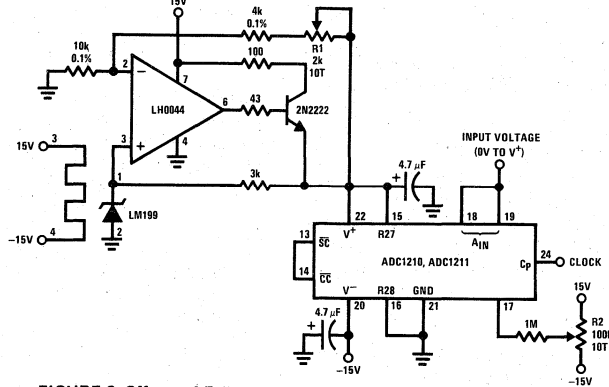 15V
4k
0.1%
R1
2k
10T
10k
0.1%
100
2
7
LH0044
6
43
2N2222
3
4
15V 3
1
3k
LM199
2
-15V 4
4.7 µF
INPUT VOLTAGE
(0V TO V+)
22
15
18
19
13
SC
V+
R27
AIN
ADC1210, ADC1211
CP
24
CLOCK
14
CC
V−
R28
GND
20
16
21
17
4.7 µF
-15V
1M
15V
R2
10T
-15V